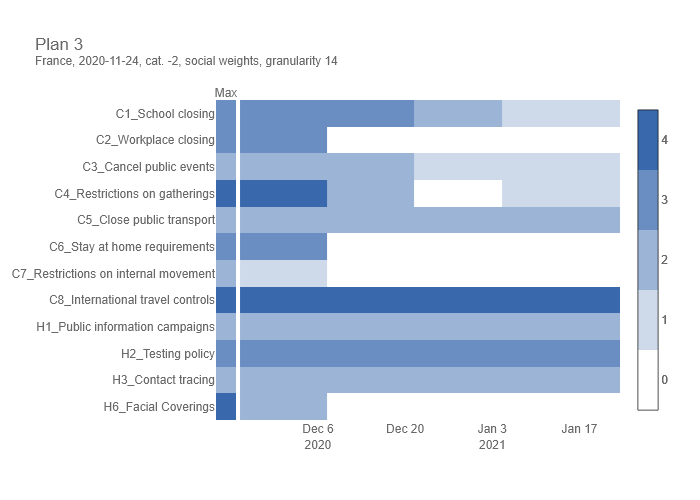 Plan 3
France, 2020-11-24, cat. -2, social weights, granularity 14
Max
C1_School closing
C2_Workplace closing
C3_Cancel public events
C4_Restrictions on gatherings
C5_Close public transport
C6_Stay at home requirements
C7_Restrictions on internal movement
C8_International travel controls
H1_Public information campaigns
H2_Testing policy
H3_Contact tracing
H6_Facial Coverings
Dec 6 Dec 20 Jan 3 Jan 17
2020 2021
4
3
2
1
0